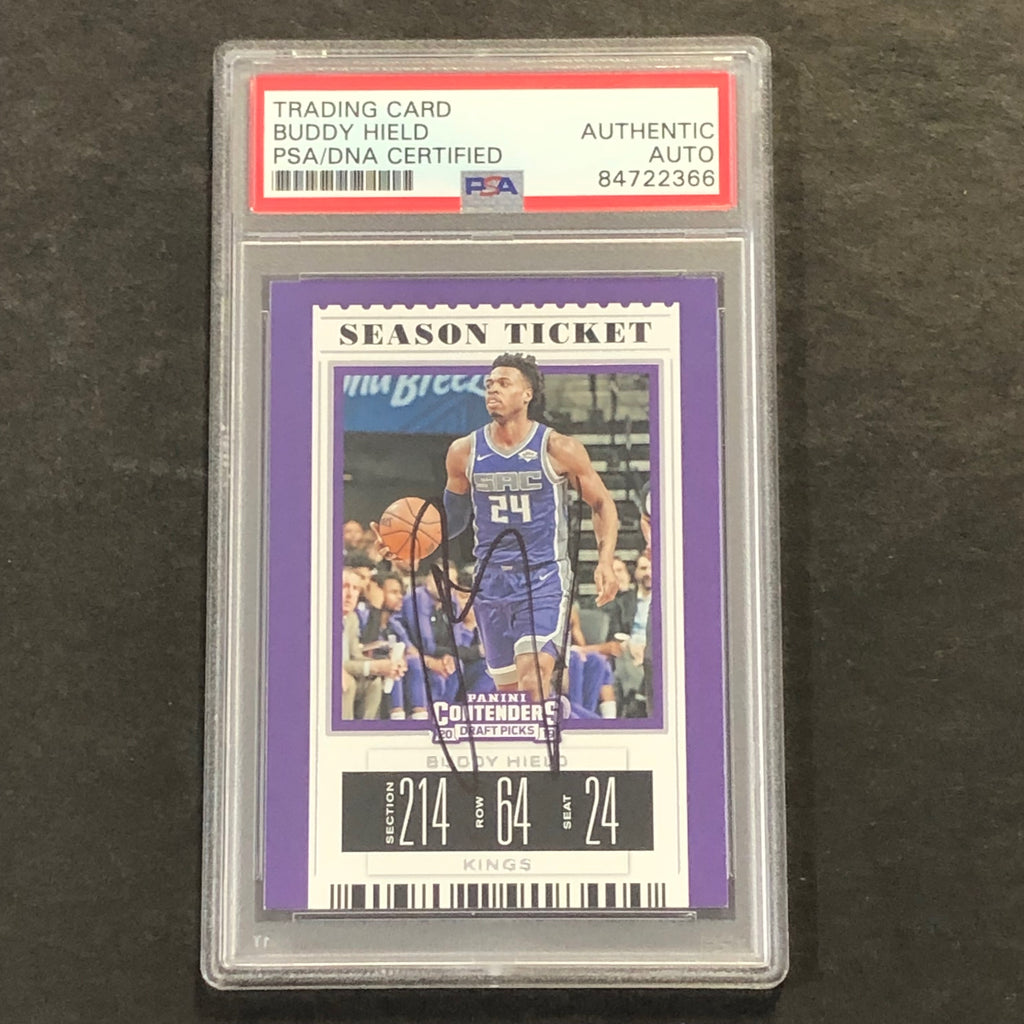 TRADING CARD
BUDDY HIELD
PSA/DNA CERTIFIED
AUTHENTIC
AUTO
84722366
PSA
SEASON TICKET
SAC
24
PANINI
CONTENDERS
DRAFT PICKS
BUDDY HIELD
SECTION 214 ROW 64 SEAT 24
KINGS